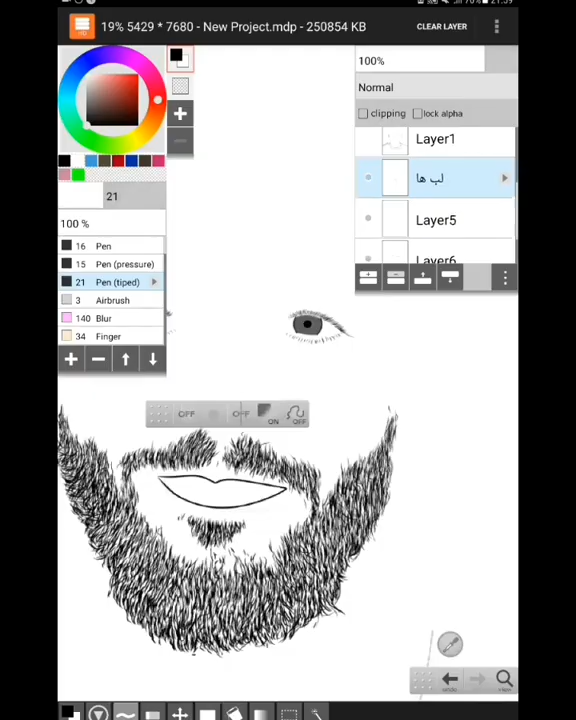 19% 5429 * 7680 - New Project.mdp - 250854 KB
CLEAR LAYER
100%
Normal
clipping
lock alpha
Layer1
لب ها
Layer5
Layer6
21
100 %
16 Pen
15 Pen (pressure)
21 Pen (tiped)
3 Airbrush
140 Blur
34 Finger
OFF
OFF
ON
OFF
undo